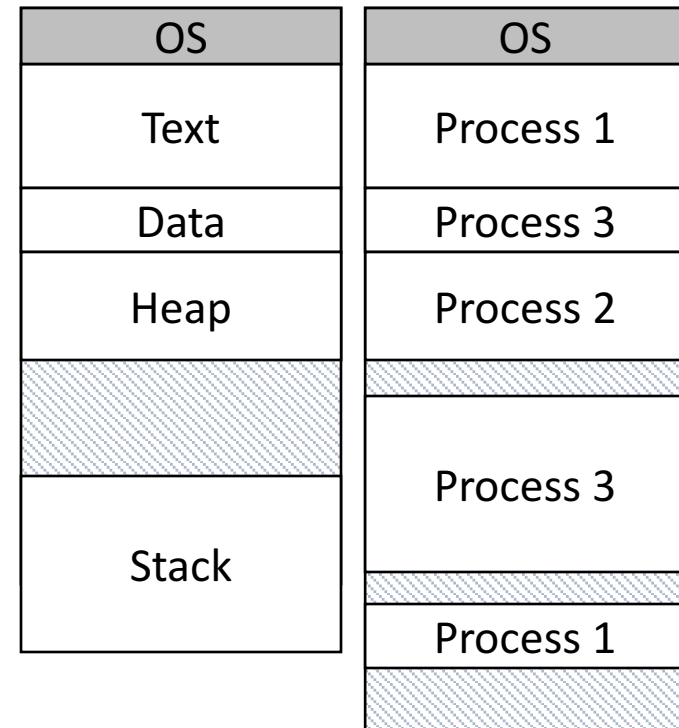 OS
Text
Data
Heap
Stack
OS
Process 1
Process 3
Process 2
Process 3
Process 1